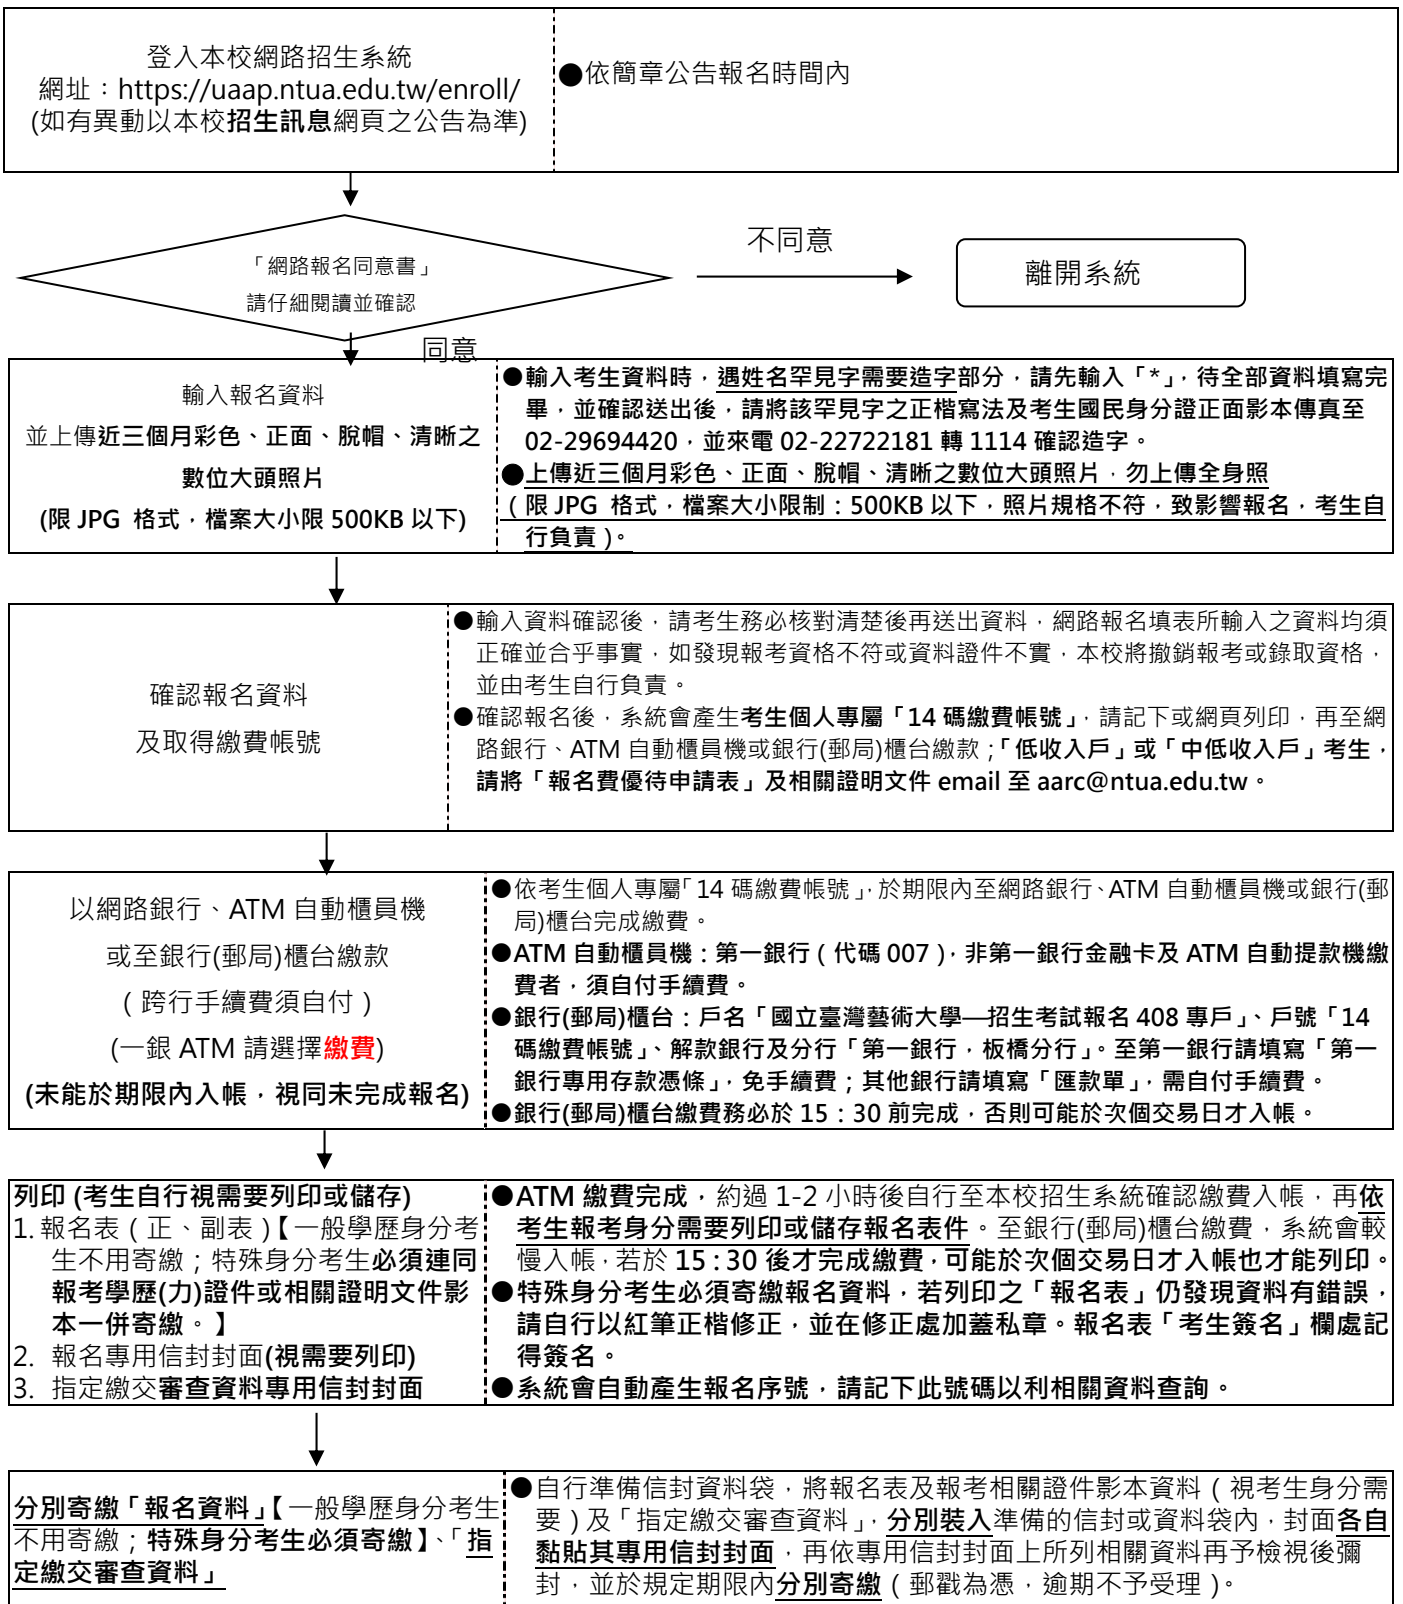 登入本校網路招生系統
網址：https://uaap.ntua.edu.tw/enroll/
(如有異動以本校招生訊息網頁之公告為準)
●依簡章公告報名時間內
「網路報名同意書」
請仔細閱讀並確認
不同意
離開系統
同意
輸入報名資料
並上傳近三個月彩色、正面、脫帽、清晰之
數位大頭照片
(限 JPG 格式，檔案大小限 500KB 以下)
●輸入考生資料時，遇姓名罕見字需要造字部分，請先輸入「*」，待全部資料填寫完
畢，並確認送出後，請將該罕見字之正楷寫法及考生國民身分證正面影本傳真至
02-29694420，並來電 02-22722181 轉 1114 確認造字。
●上傳近三個月彩色、正面、脫帽、清晰之數位大頭照片，勿上傳全身照
（限 JPG 格式，檔案大小限制：500KB 以下，照片規格不符，致影響報名，考生自
行負責）。
確認報名資料
及取得繳費帳號
●輸入資料確認後，請考生務必核對清楚後再送出資料，網路報名填表所輸入之資料均須
正確並合乎事實，如發現報考資格不符或資料證件不實，本校將撤銷報考或錄取資格，
並由考生自行負責。
●確認報名後，系統會產生考生個人專屬「14 碼繳費帳號」，請記下或網頁列印，再至網
路銀行、ATM 自動櫃員機或銀行(郵局)櫃台繳款；「低收入戶」或「中低收入戶」考生，
請將「報名費優待申請表」及相關證明文件 email 至 aarc@ntua.edu.tw。
以網路銀行、ATM 自動櫃員機
或至銀行(郵局)櫃台繳款
（跨行手續費須自付）
(一銀 ATM 請選擇繳費)
(未能於期限內入帳，視同未完成報名)
●依考生個人專屬「14 碼繳費帳號」，於期限內至網路銀行、ATM 自動櫃員機或銀行(郵
局)櫃台完成繳費。
●ATM 自動櫃員機：第一銀行（代碼 007），非第一銀行金融卡及 ATM 自動提款機繳
費者，須自付手續費。
●銀行(郵局)櫃台：戶名「國立臺灣藝術大學—招生考試報名 408 專戶」、戶號「14
碼繳費帳號」、解款銀行及分行「第一銀行，板橋分行」。至第一銀行請填寫「第一
銀行專用存款憑條」，免手續費；其他銀行請填寫「匯款單」，需自付手續費。
●銀行(郵局)櫃台繳費務必於 15：30 前完成，否則可能於次個交易日才入帳。
列印 (考生自行視需要列印或儲存)
1. 報名表（正、副表）【一般學歷身分考
生不用寄繳；特殊身分考生必須連同
報考學歷(力)證件或相關證明文件影
本一併寄繳。】
2. 報名專用信封封面(視需要列印)
3. 指定繳交審查資料專用信封封面
●ATM 繳費完成，約過 1-2 小時後自行至本校招生系統確認繳費入帳，再依
考生報考身分需要列印或儲存報名表件。至銀行(郵局)櫃台繳費，系統會較
慢入帳，若於 15：30 後才完成繳費，可能於次個交易日才入帳也才能列印。
●特殊身分考生必須寄繳報名資料，若列印之「報名表」仍發現資料有錯誤，
請自行以紅筆正楷修正，並在修正處加蓋私章。報名表「考生簽名」欄處記
得簽名。
●系統會自動產生報名序號，請記下此號碼以利相關資料查詢。
分別寄繳「報名資料」【一般學歷身分考生
不用寄繳；特殊身分考生必須寄繳】、「指
定繳交審查資料」
●自行準備信封資料袋，將報名表及報考相關證件影本資料（視考生身分需
要）及「指定繳交審查資料」，分別裝入準備的信封或資料袋內，封面各自
黏貼其專用信封封面，再依專用信封封面上所列相關資料再予檢視後彌
封，並於規定期限內分別寄繳（郵戳為憑，逾期不予受理）。